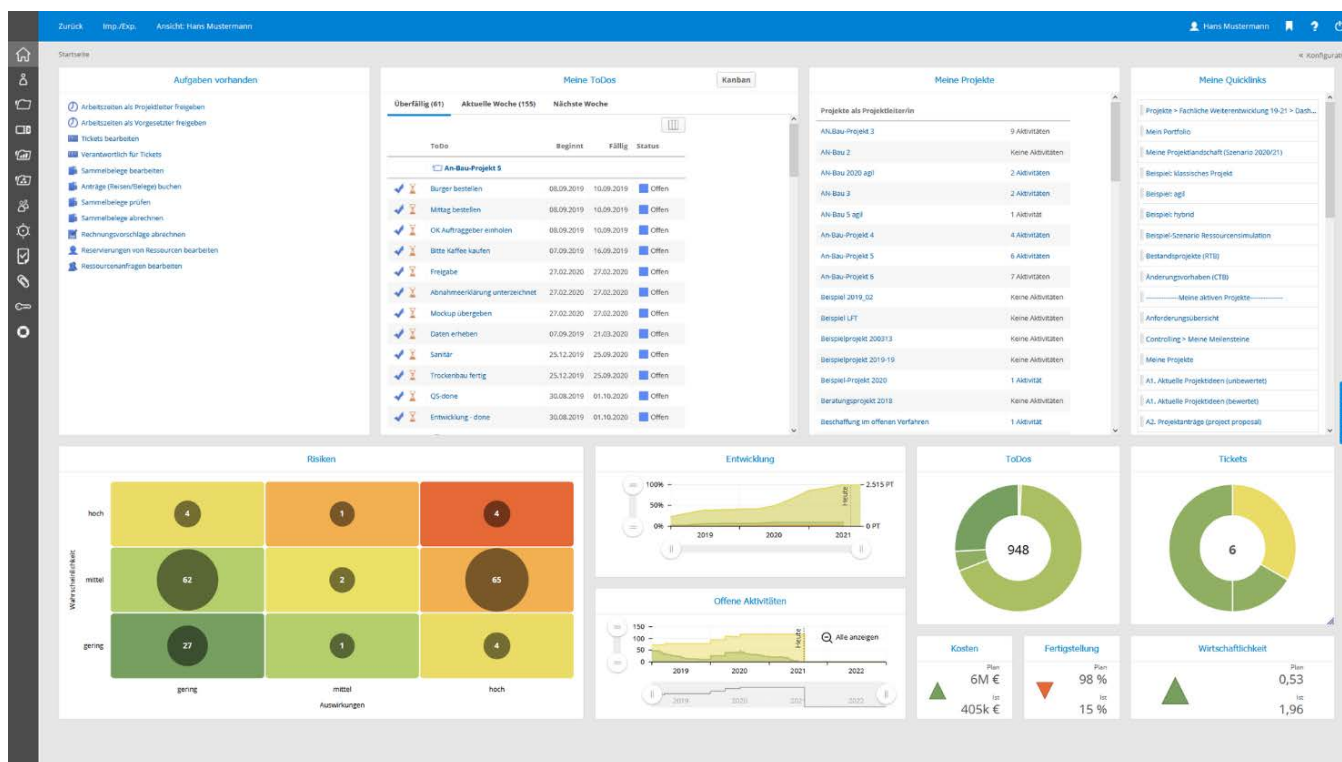 Zurück Imp./Exp. Ansicht: Hans Mustermann Hans Mustermann ?
Startseite « Konfigurati
Aufgaben vorhanden
Arbeitszeiten als Projektleiter freigeben
Arbeitszeiten als Vorgesetzter freigeben
Tickets bearbeiten
Verantwortlich für Tickets
Sammelbelege bearbeiten
Anträge (Reisen/Belege) buchen
Sammelbelege prüfen
Sammelbelege abrechnen
Rechnungsvorschläge abrechnen
Reservierungen von Ressourcen bearbeiten
Ressourcenanfragen bearbeiten
Meine ToDos Kanban
Überfällig (61) Aktuelle Woche (155) Nächste Woche
ToDo Beginnt Fällig Status
An-Bau-Projekt 5
Burger bestellen 08.09.2019 10.09.2019 Offen
Mittag bestellen 08.09.2019 10.09.2019 Offen
OK Auftraggeber einholen 08.09.2019 10.09.2019 Offen
Bitte Kaffee kaufen 07.09.2019 16.09.2019 Offen
Freigabe 27.02.2020 27.02.2020 Offen
Abnahmeerklärung unterzeichnet 27.02.2020 27.02.2020 Offen
Mockup übergeben 27.02.2020 27.02.2020 Offen
Daten erheben 07.09.2019 21.03.2020 Offen
Sanitär 25.12.2019 25.09.2020 Offen
Trockenbau fertig 25.12.2019 25.09.2020 Offen
QS-done 30.08.2019 01.10.2020 Offen
Entwicklung - done 30.08.2019 01.10.2020 Offen
Meine Projekte
Projekte als Projektleiter/in
AN.Bau-Projekt 3 9 Aktivitäten
AN-Bau 2 Keine Aktivitäten
AN-Bau 2020 agil 2 Aktivitäten
AN-Bau 3 2 Aktivitäten
AN-Bau 5 agil 1 Aktivität
An-Bau-Projekt 4 4 Aktivitäten
An-Bau-Projekt 5 6 Aktivitäten
An-Bau-Projekt 6 7 Aktivitäten
Beispiel 2019_02 Keine Aktivitäten
Beispiel LFT Keine Aktivitäten
Beispielprojekt 200313 Keine Aktivitäten
Beispielprojekt 2019-19 Keine Aktivitäten
Beispiel-Projekt 2020 1 Aktivität
Beratungsprojekt 2018 Keine Aktivitäten
Beschaffung im offenen Verfahren 1 Aktivität
Meine Quicklinks
Projekte > Fachliche Weiterentwicklung 19-21 > Dash...
Mein Portfolio
Meine Projektlandschaft (Szenario 2020/21)
Beispiel: klassisches Projekt
Beispiel: agil
Beispiel: hybrid
Beispiel-Szenario Ressourcensimulation
Bestandsprojekte (RTB)
Änderungsvorhaben (CTB)
-------------Meine aktiven Projekte-------------
Anforderungsübersicht
Controlling > Meine Meilensteine
Meine Projekte
A1. Aktuelle Projektideen (unbewertet)
A1. Aktuelle Projektideen (bewertet)
A2. Projektanträge (project proposal)
Risiken
Wahrscheinlichkeit
hoch 4 1 4
mittel 62 2 65
gering 27 1 4
gering mittel hoch
Auswirkungen
Entwicklung
100% 2.515 PT
50%
0% 0 PT
Heute
2019 2020 2021
Offene Aktivitäten
150
100
50
0
Heute
Alle anzeigen
2019 2020 2021 2022
2019 2020 2021 2022
ToDos
948
Tickets
6
Kosten
Plan
6M €
Ist
405k €
Fertigstellung
Plan
98 %
Ist
15 %
Wirtschaftlichkeit
Plan
0,53
Ist
1,96